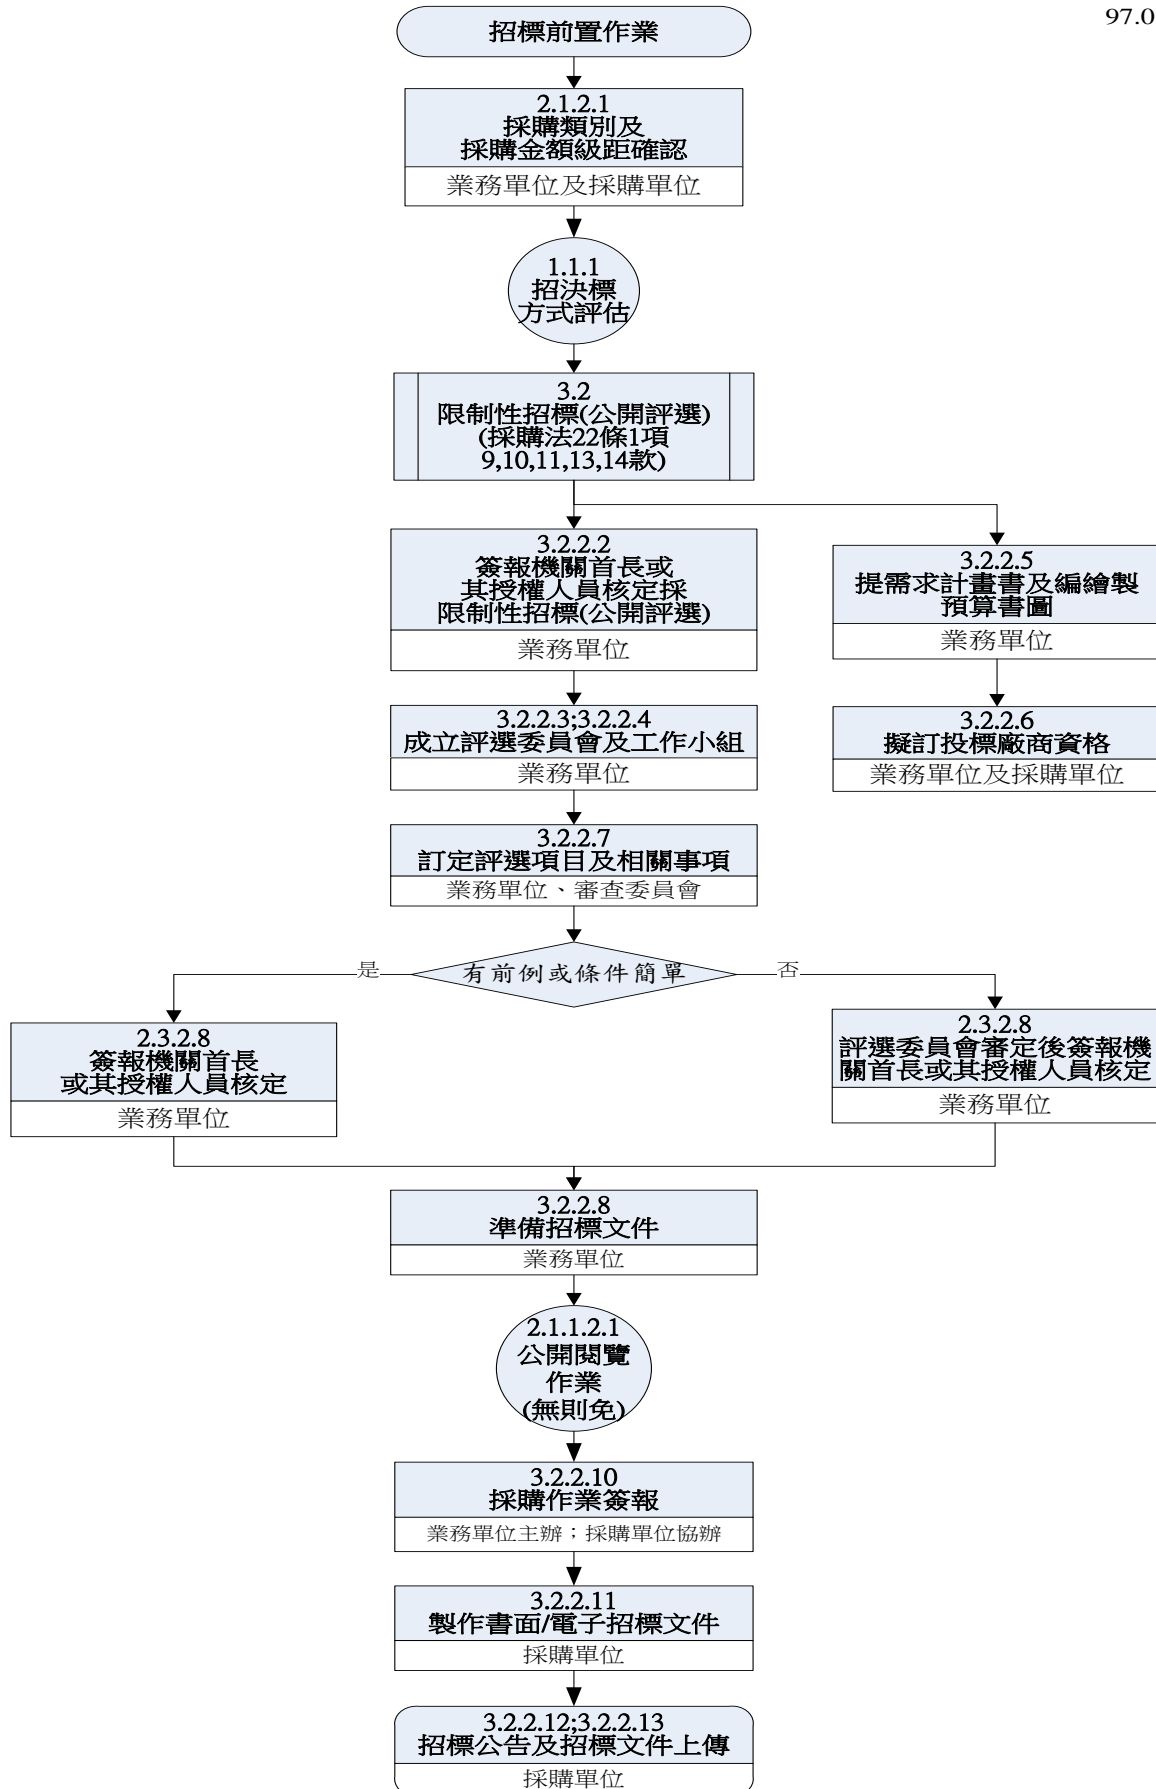 97.0
招標前置作業
2.1.2.1
採購類別及
採購金額級距確認
業務單位及採購單位
1.1.1
招決標
方式評估
3.2
限制性招標(公開評選)
(採購法22條1項
9,10,11,13,14款)
3.2.2.2
簽報機關首長或
其授權人員核定採
限制性招標(公開評選)
業務單位
3.2.2.5
提需求計畫書及編繪製
預算書圖
業務單位
3.2.2.3;3.2.2.4
成立評選委員會及工作小組
業務單位
3.2.2.6
擬訂投標廠商資格
業務單位及採購單位
3.2.2.7
訂定評選項目及相關事項
業務單位、審查委員會
有前例或條件簡單
是
否
2.3.2.8
簽報機關首長
或其授權人員核定
業務單位
2.3.2.8
評選委員會審定後簽報機
關首長或其授權人員核定
業務單位
3.2.2.8
準備招標文件
業務單位
2.1.1.2.1
公開閱覽
作業
(無則免)
3.2.2.10
採購作業簽報
業務單位主辦；採購單位協辦
3.2.2.11
製作書面/電子招標文件
採購單位
3.2.2.12;3.2.2.13
招標公告及招標文件上傳
採購單位